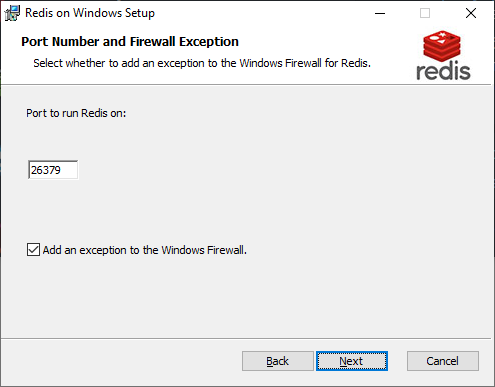 Redis on Windows Setup
Port Number and Firewall Exception
Select whether to add an exception to the Windows Firewall for Redis.
redis
Port to run Redis on:
26379
Add an exception to the Windows Firewall.
Back Next Cancel